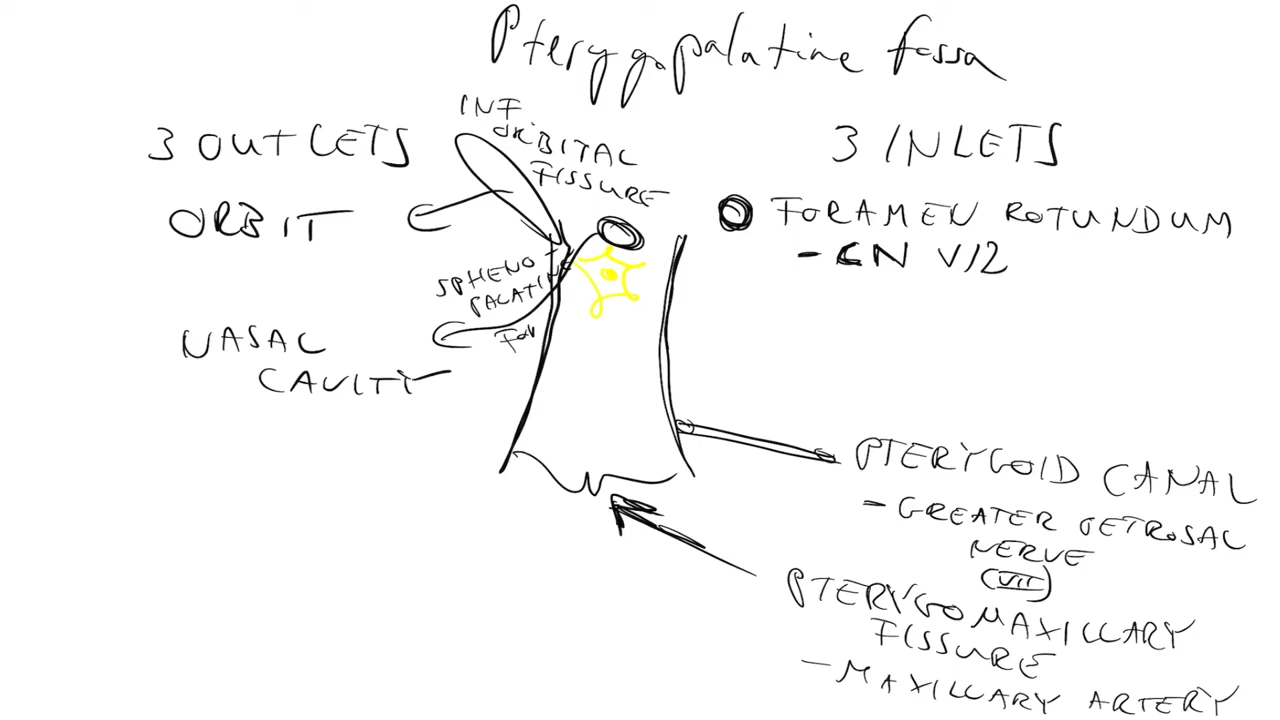 Pterygopalatine fossa
3 OUTLETS
INF
ORBITAL
FISSURE
ORBIT
SPHENO-
PALATINE
FOR
NASAL
CAVITY
3 INLETS
FORAMEN ROTUNDUM
- CN V/2
PTERYGOID CANAL
- GREATER PETROSAL
NERVE
(VII)
PTERYGOMAXILLARY
FISSURE
- MAXILLARY ARTERY